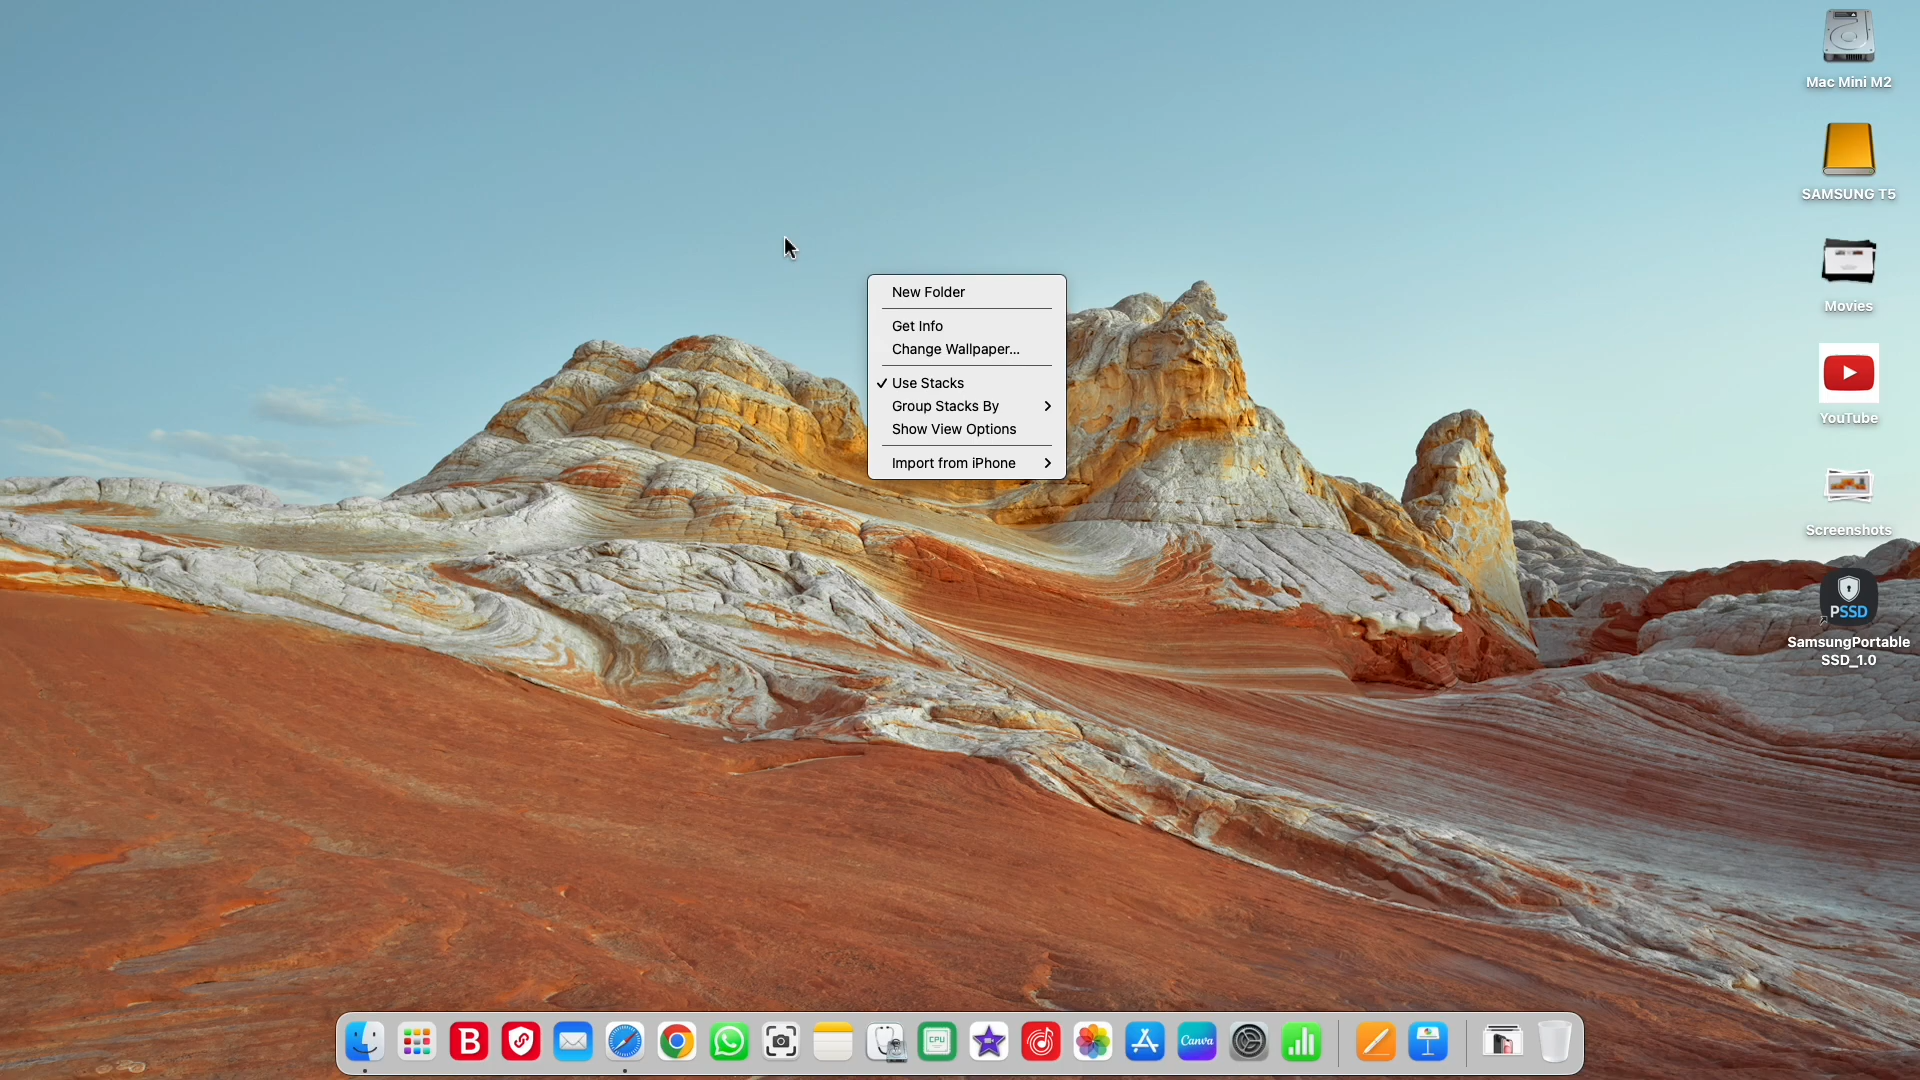 New Folder
Get Info
Change Wallpaper...
Use Stacks
Group Stacks By
Show View Options
Import from iPhone
Mac Mini M2
SAMSUNG T5
Movies
YouTube
Screenshots
PSSD
SamsungPortable
SSD_1.0
B
CPU
Canva